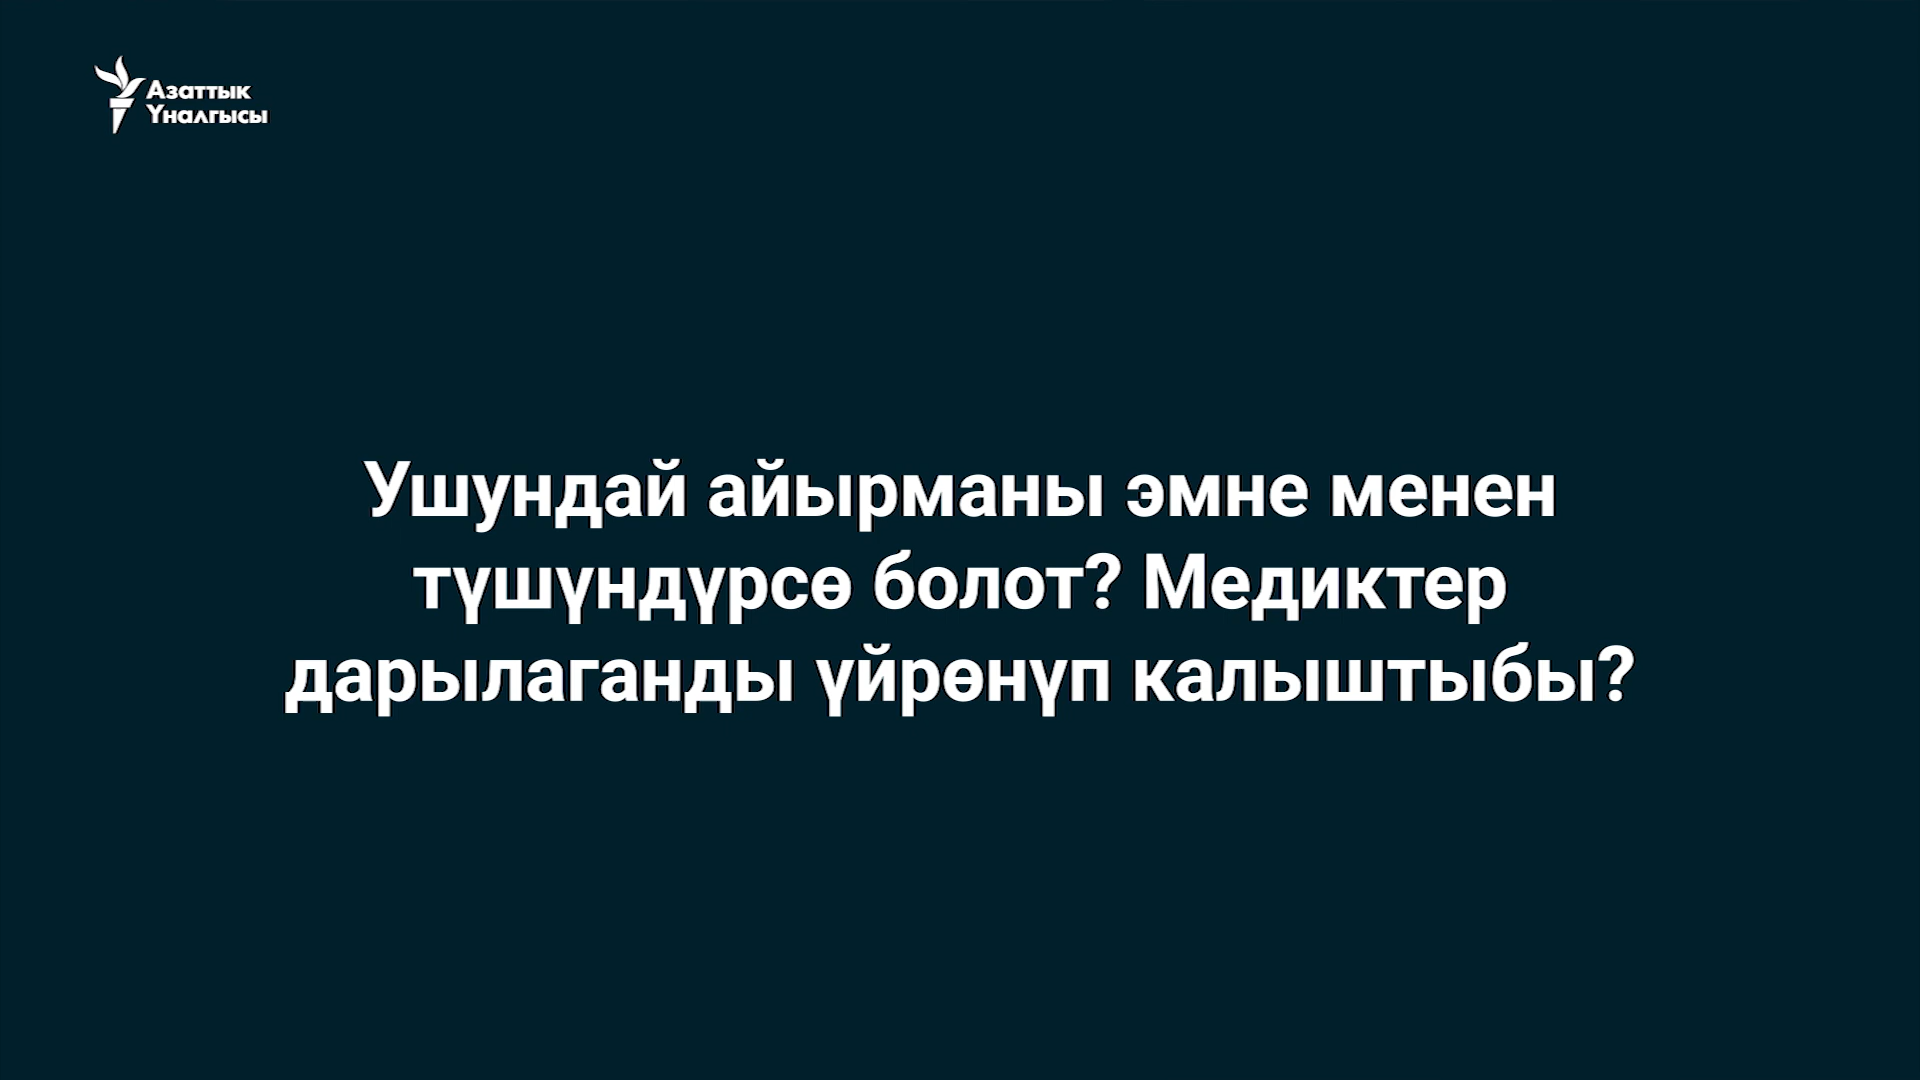 Азаттык
Үналгысы
Ушундай айырманы эмне менен
түшүндүрсө болот? Медиктер
дарылаганды үйрөнүп калыштыбы?